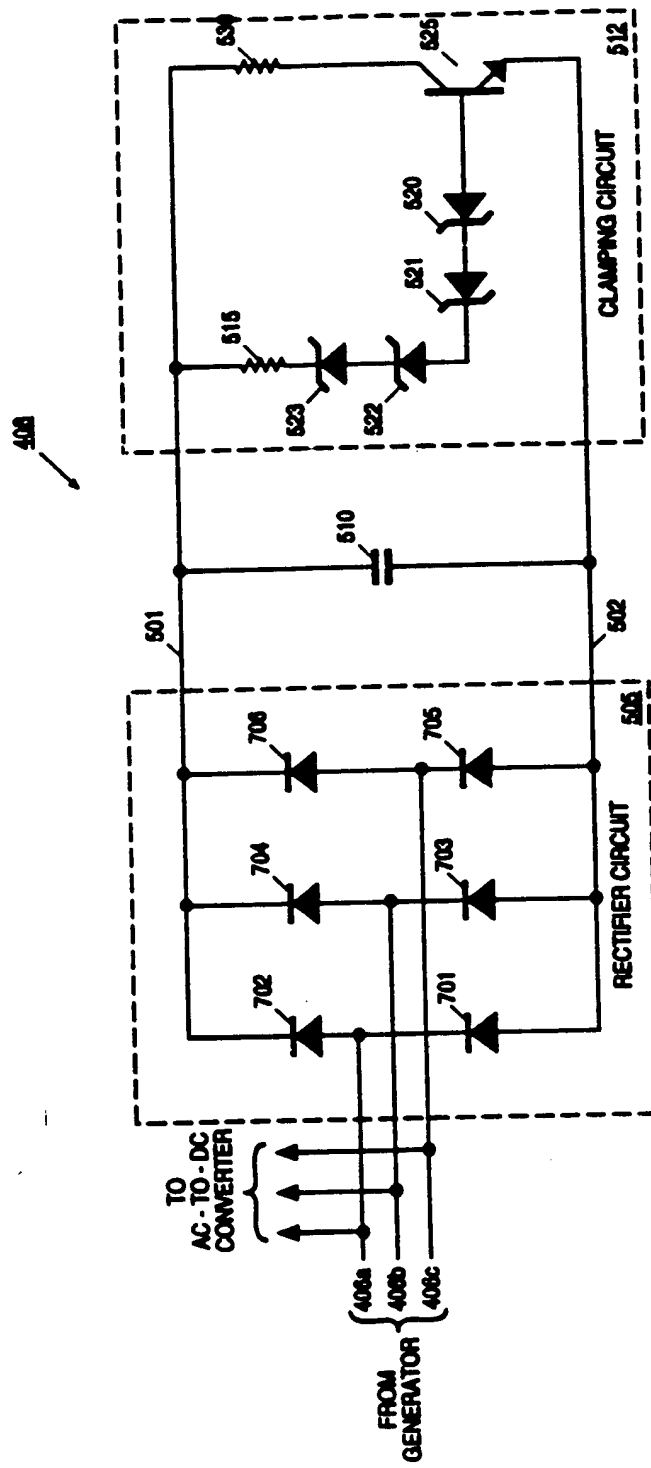 408
530
525
512
520
521
515
523
522
CLAMPING CIRCUIT
510
501
502
706
705
704
703
702
701
505
RECTIFIER CIRCUIT
TO
AC - TO - DC
CONVERTER
406a
406b
406c
FROM
GENERATOR